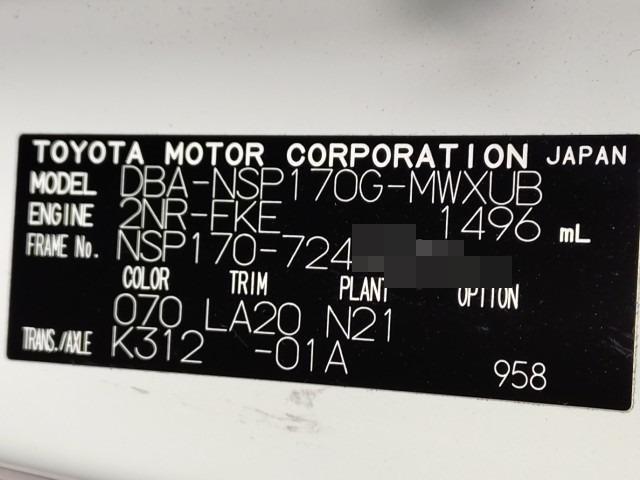 TOYOTA MOTOR CORPORATION JAPAN
MODEL DBA-NSP170G-MWXUB
ENGINE 2NR-FKE 1496 mL
FRAME No. NSP170-724
COLOR TRIM PLANT OPTION
070 LA20 N21
TRANS./AXLE K312 -01A
958